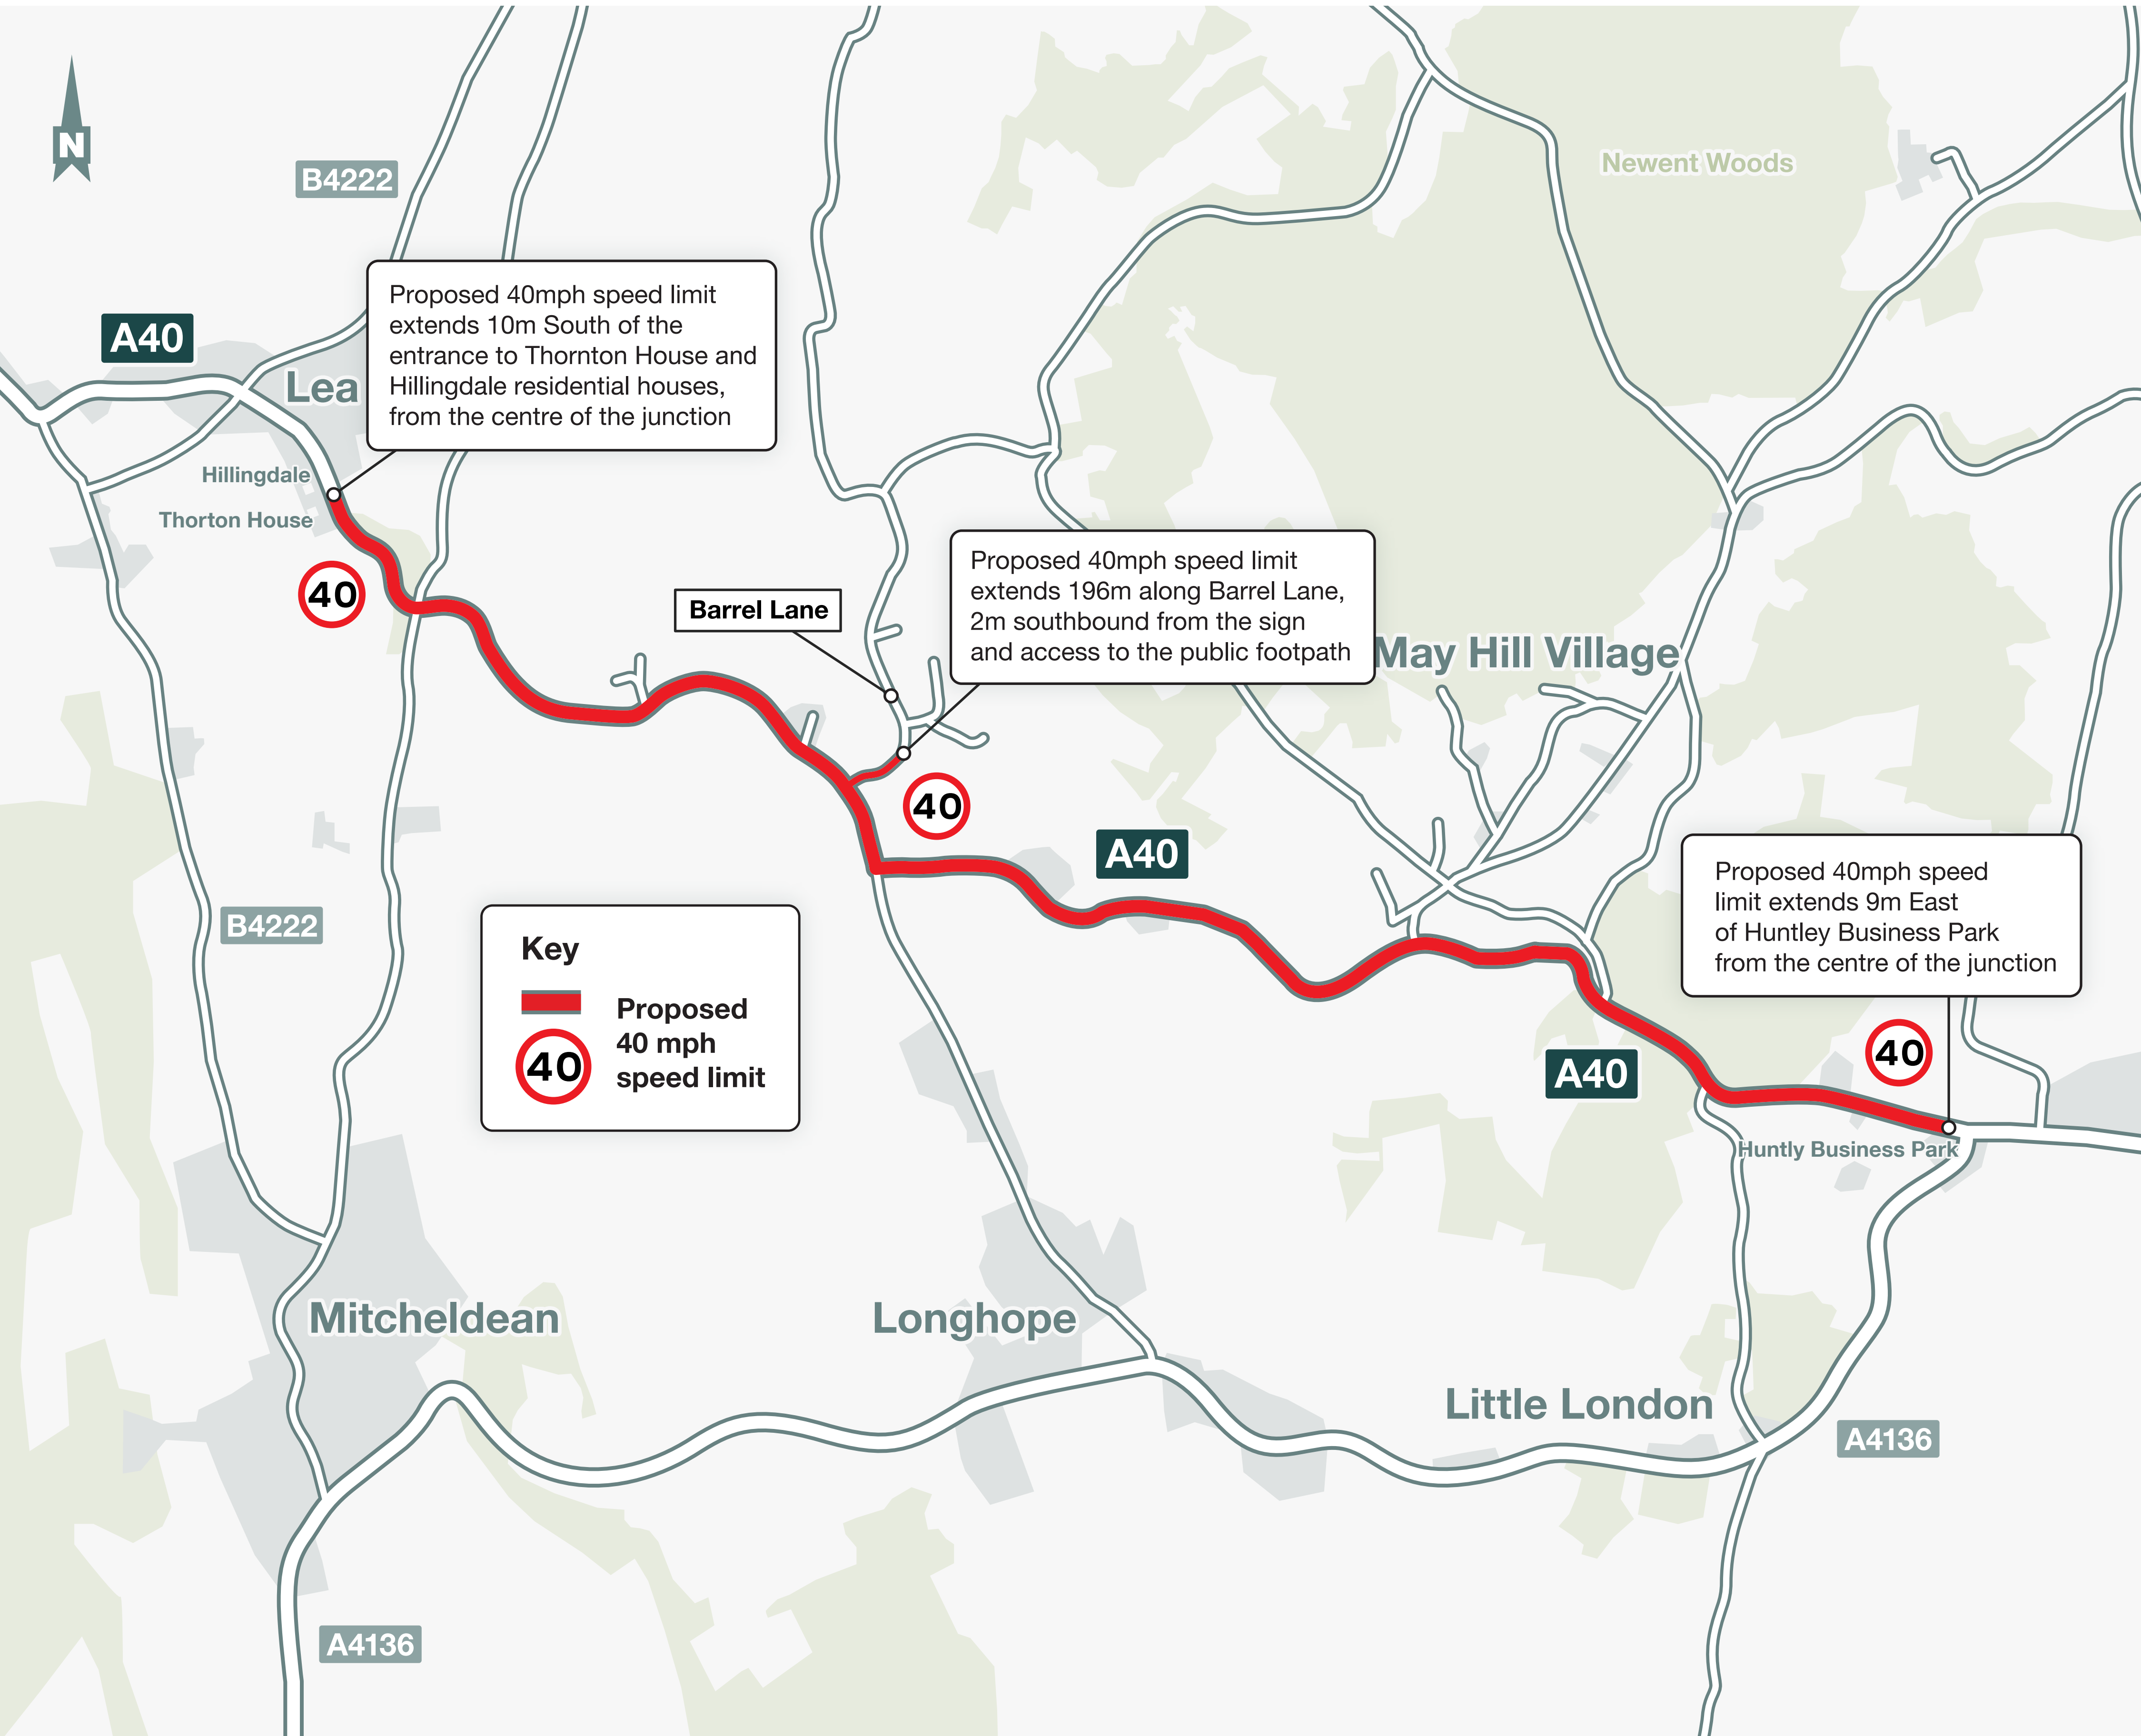 N
B4222
Newent Woods
A40
Lea
Proposed 40mph speed limit
extends 10m South of the
entrance to Thornton House and
Hillingdale residential houses,
from the centre of the junction
Hillingdale
Thorton House
40
Barrel Lane
Proposed 40mph speed limit
extends 196m along Barrel Lane,
2m southbound from the sign
and access to the public footpath
May Hill Village
40
A40
B4222
Key
Proposed
40 mph
speed limit
40
Proposed 40mph speed
limit extends 9m East
of Huntley Business Park
from the centre of the junction
40
A40
Huntly Business Park
Mitcheldean
Longhope
Little London
A4136
A4136